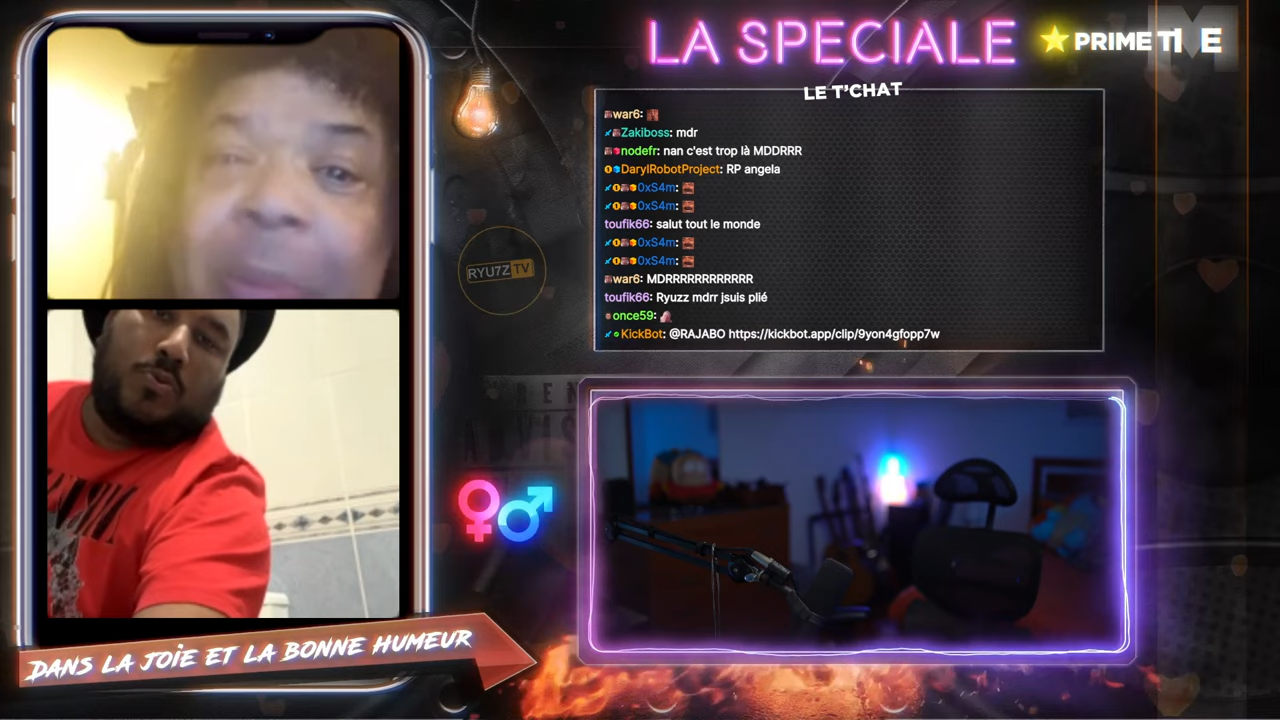 LA SPECIALE
PRIME TIME
LE T'CHAT
war6:
Zakiboss: mdr
nodefr: nan c'est trop là MDDRRR
DarylRobotProject: RP angela
0xS4m:
0xS4m:
toufik66: salut tout le monde
0xS4m:
0xS4m:
war6: MDRRRRRRRRRRR
toufik66: Ryuzz mdrr jsuis plié
once59:
KickBot: @RAJABO https://kickbot.app/clip/9yon4gfopp7w
RYU7Z TV
DANS LA JOIE ET LA BONNE HUMEUR